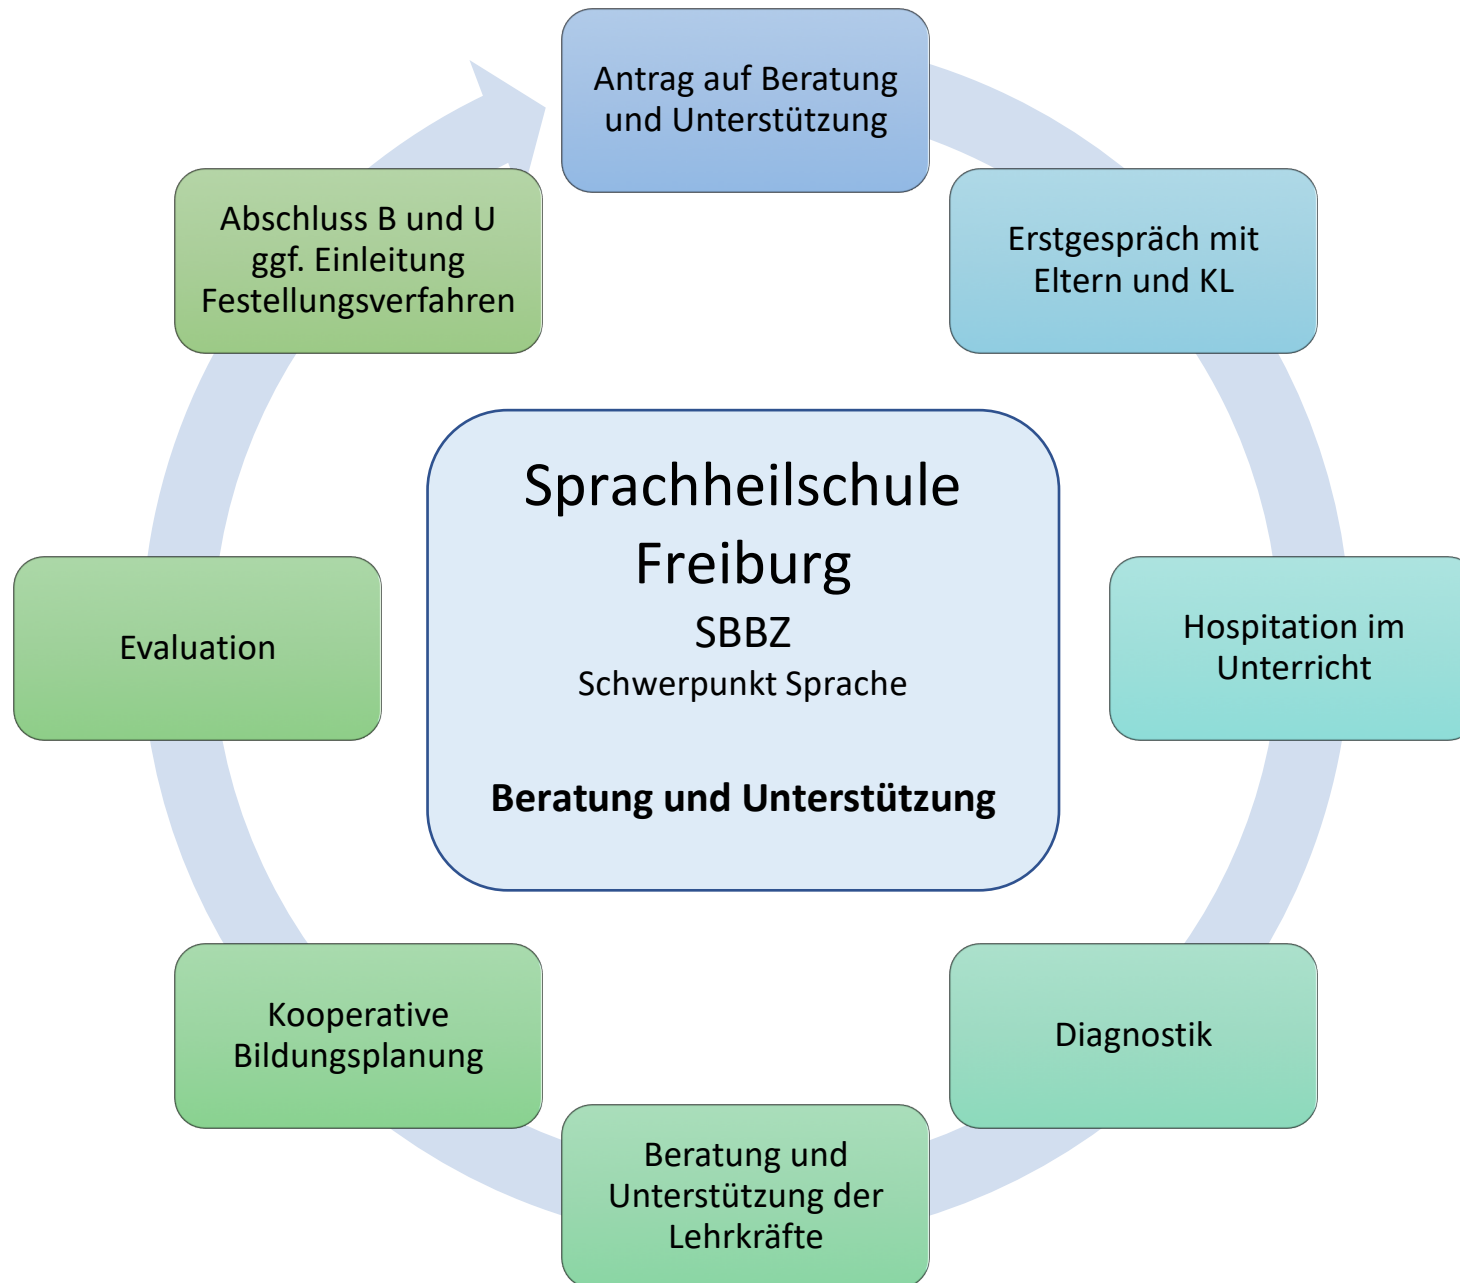 Antrag auf Beratung
und Unterstützung
Erstgespräch mit
Eltern und KL
Hospitation im
Unterricht
Diagnostik
Beratung und
Unterstützung der
Lehrkräfte
Kooperative
Bildungsplanung
Evaluation
Abschluss B und U
ggf. Einleitung
Festellungsverfahren
Sprachheilschule
Freiburg
SBBZ
Schwerpunkt Sprache
Beratung und Unterstützung